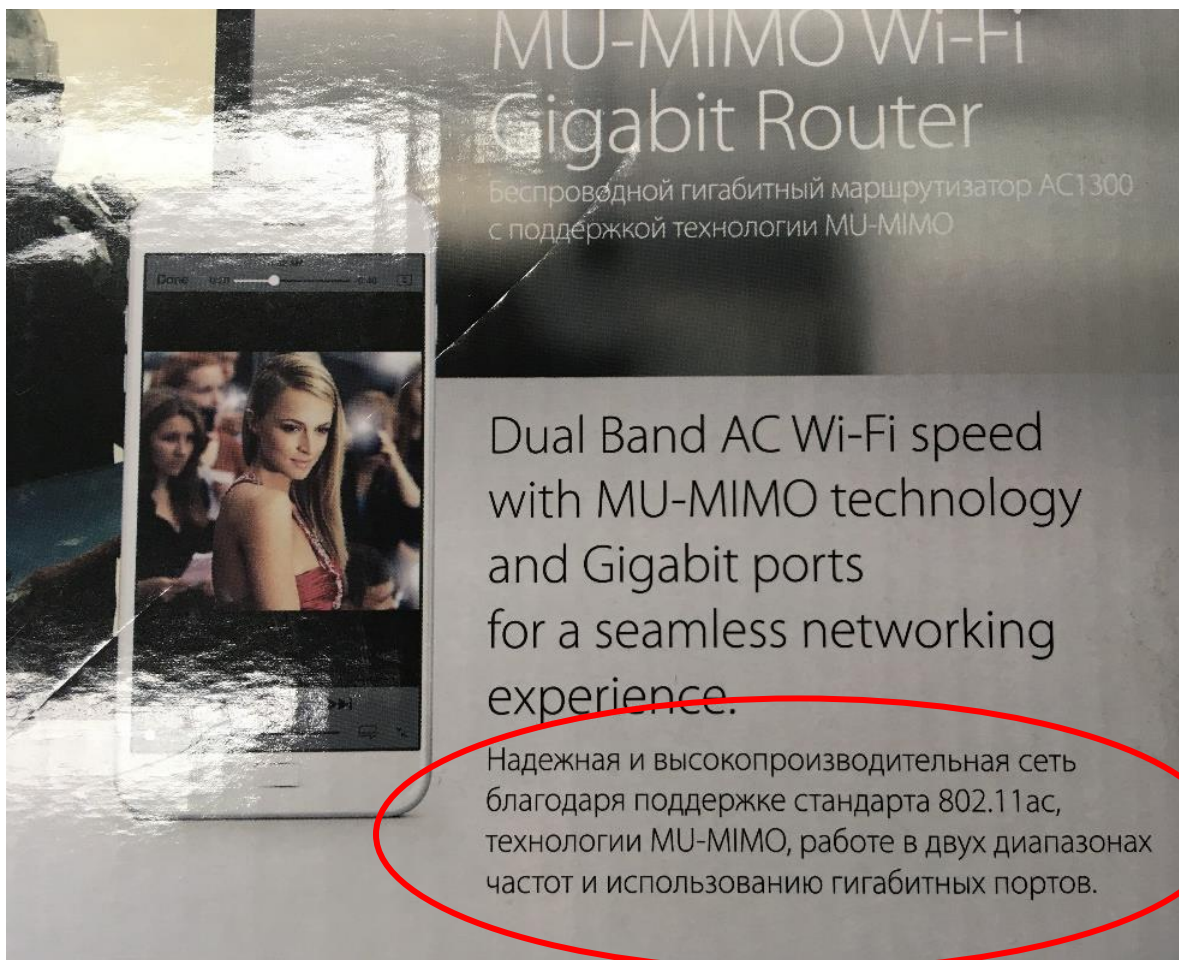 MU-MIMO Wi-Fi
Gigabit Router
Беспроводной гигабитный маршрутизатор AC1300
с поддержкой технологии MU-MIMO
Done
Dual Band AC Wi-Fi speed
with MU-MIMO technology
and Gigabit ports
for a seamless networking
experience.
Надежная и высокопроизводительная сеть
благодаря поддержке стандарта 802.11ac,
технологии MU-MIMO, работе в двух диапазонах
частот и использованию гигабитных портов.